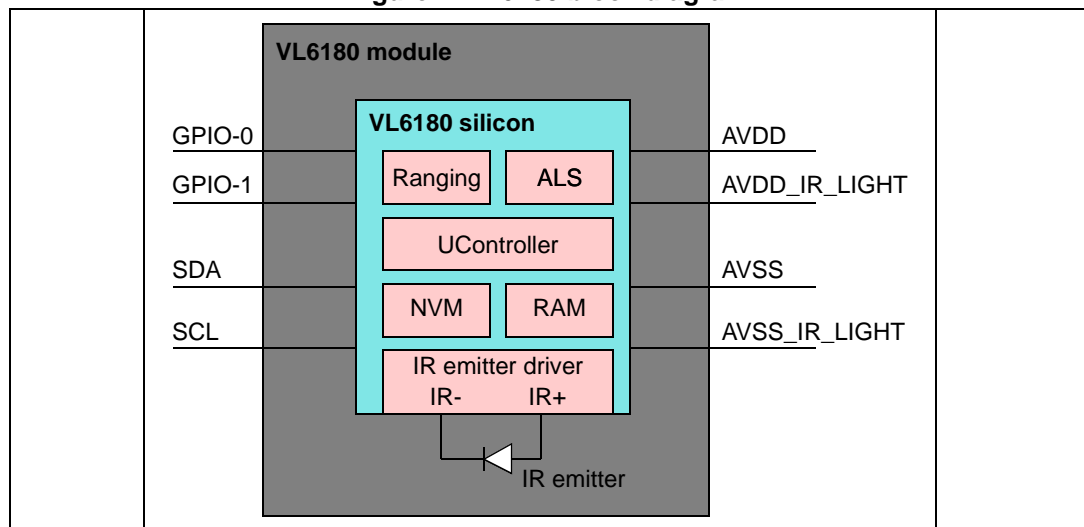 VL6180 module
VL6180 silicon
GPIO-0
AVDD
Ranging
ALS
GPIO-1
AVDD_IR_LIGHT
UController
SDA
AVSS
NVM
RAM
SCL
AVSS_IR_LIGHT
IR emitter driver
IR-
IR+
IR emitter